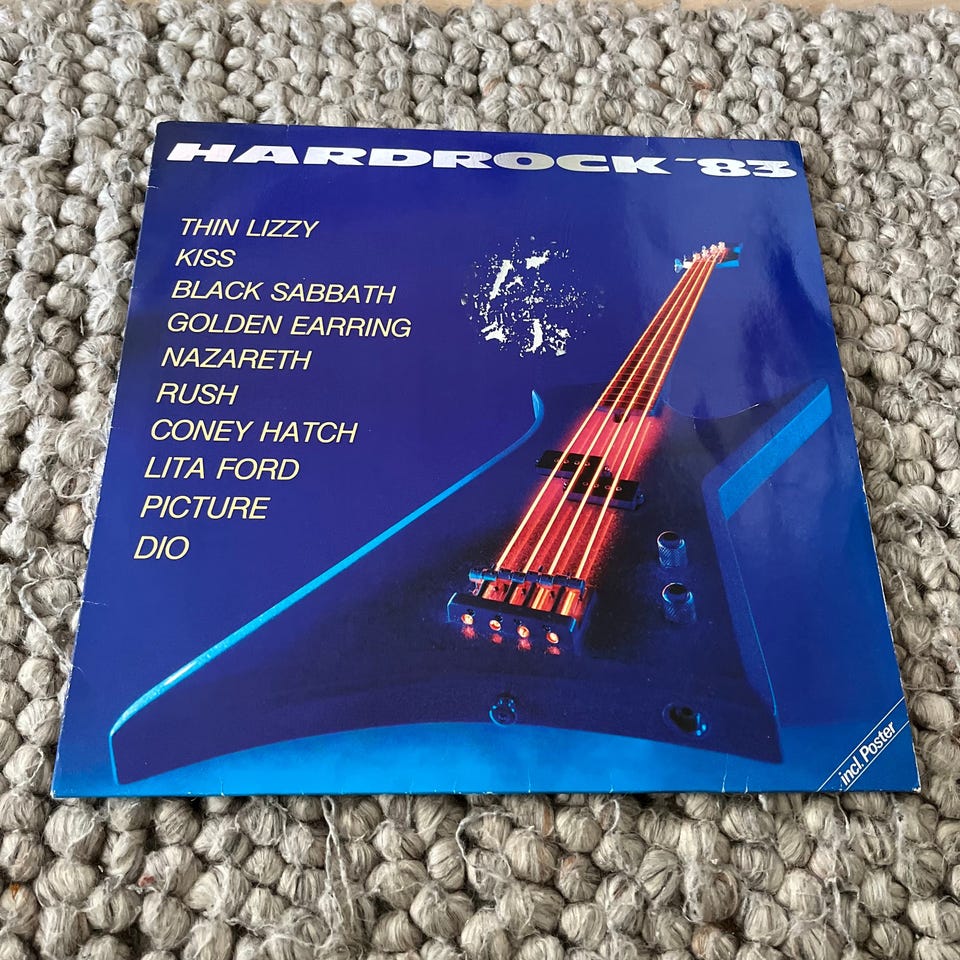 HARDROCK '83
THIN LIZZY
KISS
BLACK SABBATH
GOLDEN EARRING
NAZARETH
RUSH
CONEY HATCH
LITA FORD
PICTURE
DIO
incl. Poster